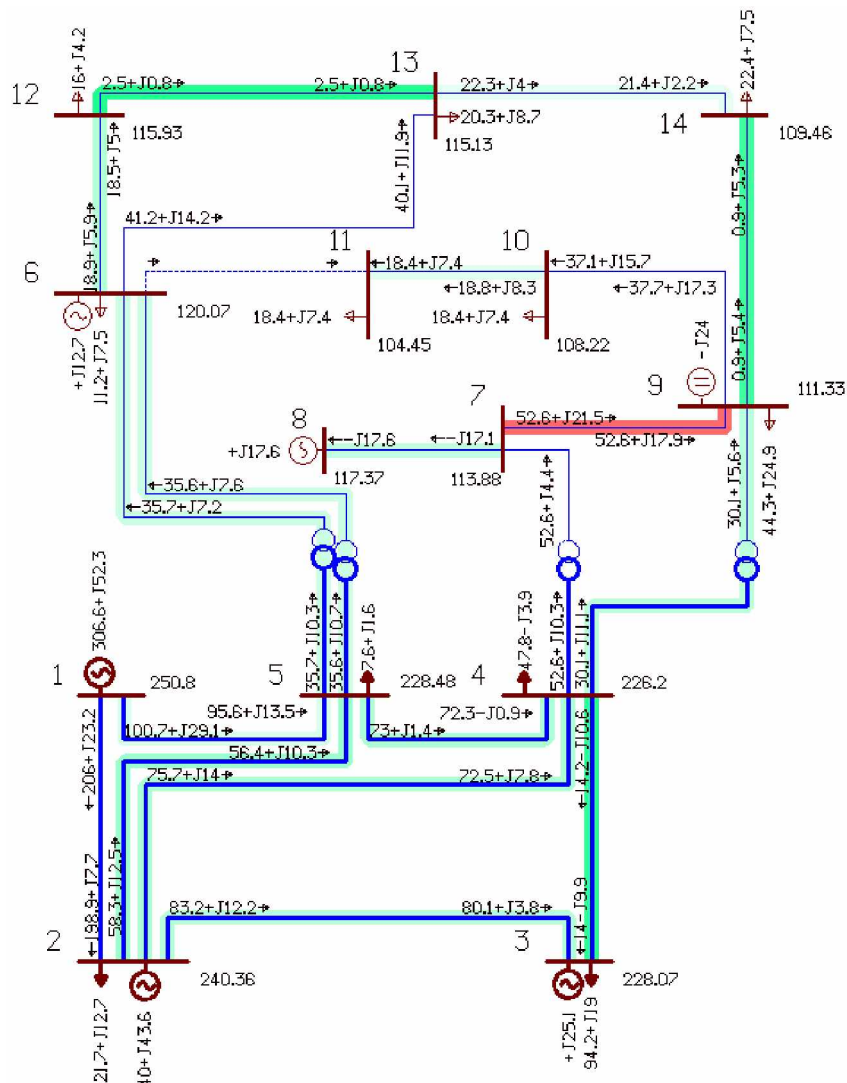 16+J4.2
2.5+J0.8
2.5+J0.8
13
22.3+J4
21.4+J2.2
22.4+J7.5
12
115.93
20.3+J8.7
115.13
14
109.46
18.5+J5
40.1+J11.9
0.9+J5.3
41.2+J14.2
11
10
18.9+J5.9
18.4+J7.4
37.1+J15.7
6
120.07
18.8+J8.3
37.7+J17.3
+J12.7
11.2+J7.5
18.4+J7.4
18.4+J7.4
104.45
108.22
-J24
0.9+J5.4
9
111.33
7
52.6+J21.5
52.6+J17.9
8
+J17.6
-J17.6
-J17.1
117.37
113.88
52.6+J4.4
30.1+J5.6
44.3+J24.9
35.6+J7.6
35.7+J7.2
306.6+J52.3
35.7+J10.3
35.6+J10.7
7.6+J1.6
47.8-J3.9
52.6+J10.3
30.1+J11.1
1
250.8
5
228.48
4
226.2
95.6+J13.5
72.3-J0.9
100.7+J29.1
73+J1.4
206+J23.2
56.4+J10.3
14.2-J10.6
75.7+J14
72.5+J7.8
198.9+J7.7
58.3+J12.5
83.2+J12.2
80.1+J3.8
14-J9.9
2
240.36
3
228.07
21.7+J12.7
40+J43.6
+J25.1
94.2+J19